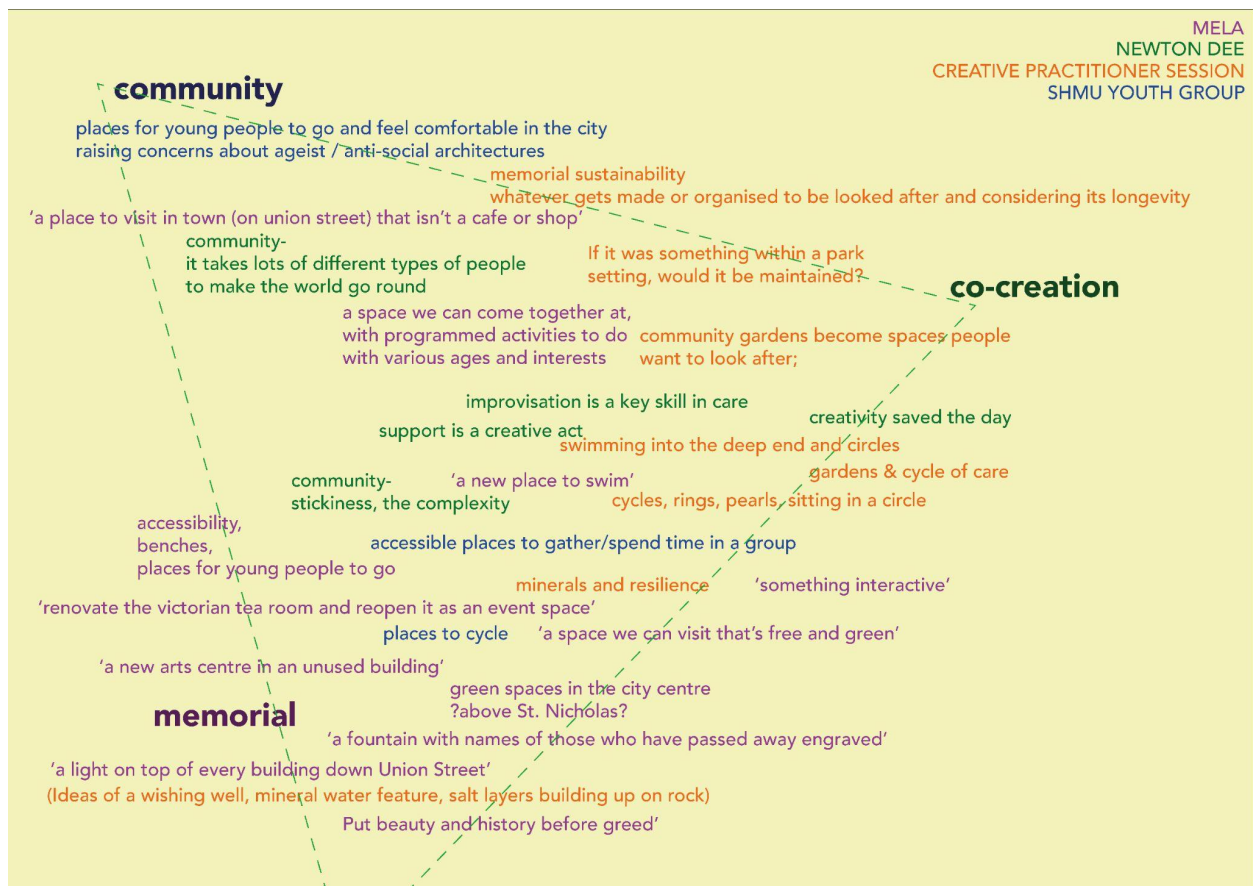 MELA
NEWTON DEE
CREATIVE PRACTITIONER SESSION
SHMU YOUTH GROUP
community
places for young people to go and feel comfortable in the city
raising concerns about ageist / anti-social architectures
memorial sustainability
whatever gets made or organised to be looked after and considering its longevity
'a place to visit in town (on union street) that isn't a cafe or shop'
community-
it takes lots of different types of people
to make the world go round
If it was something within a park
setting, would it be maintained?
co-creation
a space we can come together at,
with programmed activities to do
with various ages and interests
community gardens become spaces people
want to look after;
improvisation is a key skill in care
creativity saved the day
support is a creative act
swimming into the deep end and circles
gardens & cycle of care
community-
stickiness, the complexity
'a new place to swim'
cycles, rings, pearls, sitting in a circle
accessibility,
benches,
places for young people to go
accessible places to gather/spend time in a group
minerals and resilience
'something interactive'
'renovate the victorian tea room and reopen it as an event space'
places to cycle
'a space we can visit that's free and green'
'a new arts centre in an unused building'
green spaces in the city centre
?above St. Nicholas?
memorial
'a fountain with names of those who have passed away engraved'
'a light on top of every building down Union Street'
(Ideas of a wishing well, mineral water feature, salt layers building up on rock)
Put beauty and history before greed'